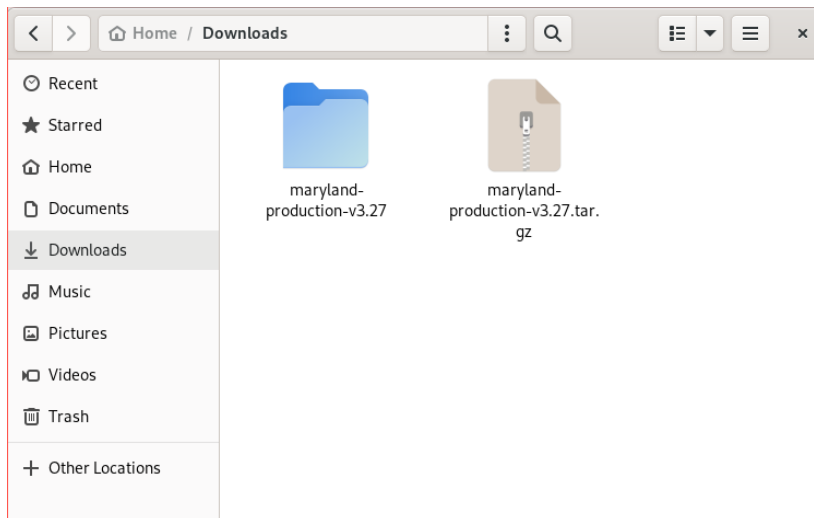 Home / Downloads
Recent
Starred
Home
Documents
Downloads
Music
Pictures
Videos
Trash
Other Locations
maryland-
production-v3.27
maryland-
production-v3.27.tar.
gz